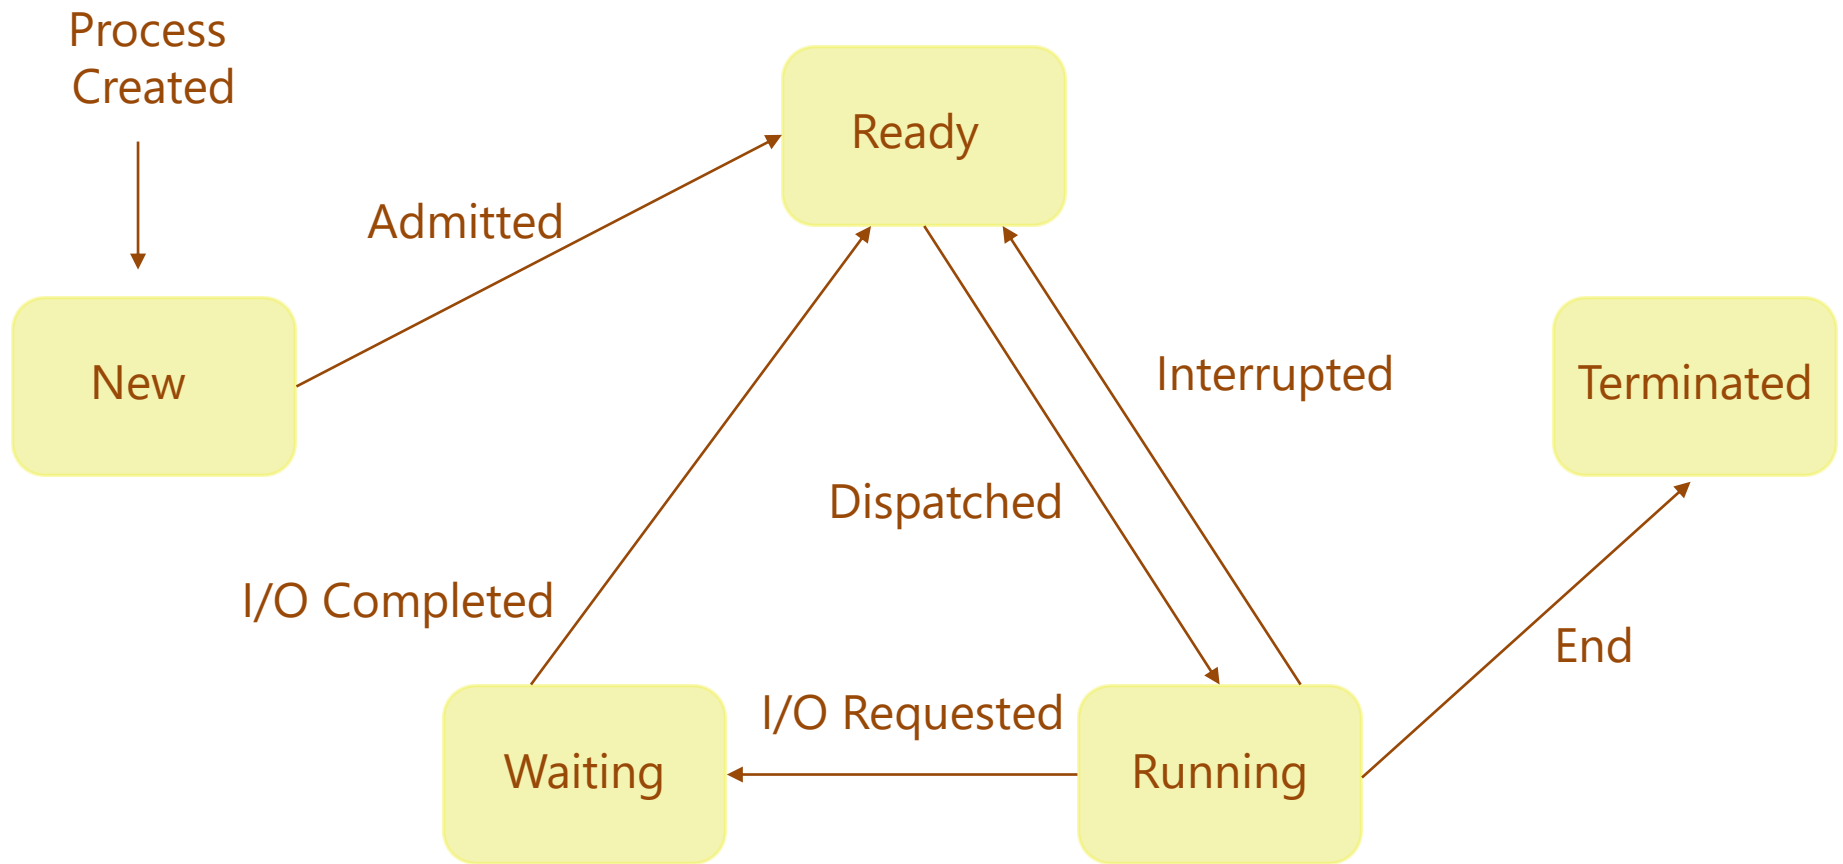 Process
Created
Ready
Admitted
New
Interrupted
Terminated
Dispatched
I/O Completed
End
I/O Requested
Waiting
Running